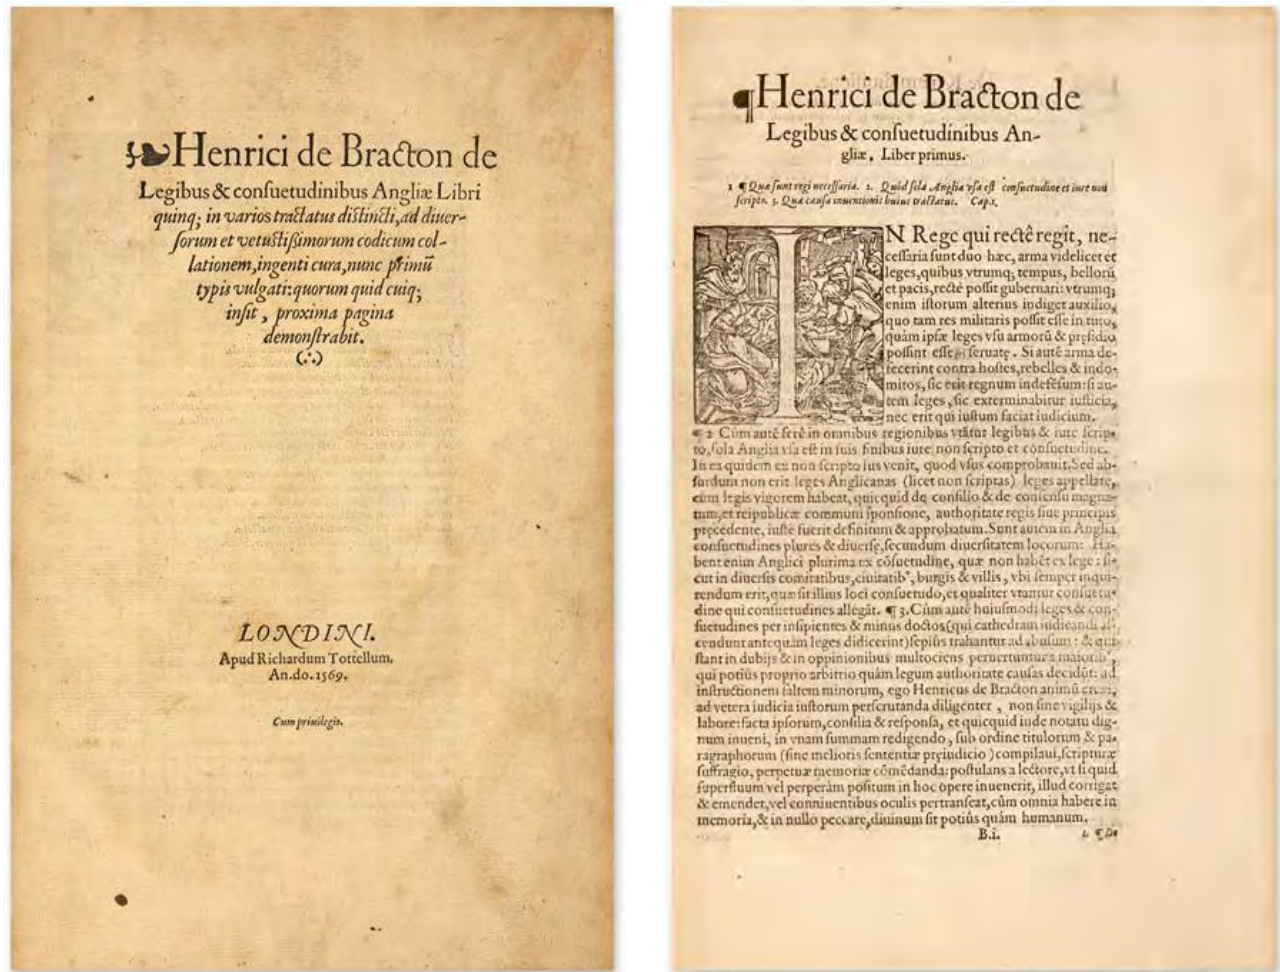 Henrici de Bracton de
Legibus & consuetudinibus Angliæ Libri
quinq; in varios tractatus distincti, ad diuer-
sorum et vetustissimorum codicum col-
lationem, ingenti cura, nunc primū
typis vulgati: quorum quid cuiq;
insit, proxima pagina
demonstrabit.
(∴)
LONDINI.
Apud Richardum Tottellum.
An.do.1569.
Cum priuilegio.
¶Henrici de Bracton de
Legibus & consuetudinibus An-
gliæ, Liber primus.
1 ¶ Quæ sunt regi necessaria. 2. Quòd sola Anglia vsa est consuetudine et iure non
scripto. 3. Qua causa inuentionis huius tractatus. Cap.1.
IN Rege qui rectè regit, ne-
cessaria sunt duo hæc, arma videlicet et
leges, quibus vtrumq; tempus, bellorū
et pacis, rectè possit gubernari: vtrumq;
enim istorum alterius indiget auxilio,
quo tam res militaris possit esse in tuto,
quàm ipsæ leges vsu armorū & præsidio
possint esse seruatę. Si autē arma de-
fecerint contra hostes, rebelles & indo-
mitos, sic erit regnum indefēsum: si au-
tem leges, sic exterminabitur iusticia,
nec erit qui iustum faciat iudicium.
¶ 2 Cùm autē ferè in omnibus regionibus vtātur legibus & iure scrip-
to, sola Anglia vsa est in suis finibus iure non scripto et consuetudine.
In ea quidem ex non scripto ius venit, quod vsus comprobauit. Sed ab-
surdum non erit leges Anglicanas (licet non scriptas) leges appellare,
cùm legis vigorem habeat, quicquid de consilio & de consensu magna-
tum, et reipublicæ communi sponsione, authoritate regis siue principis
pręcedente, iustè fuerit definitum & approbatum. Sunt autem in Anglia
consuetudines plures & diuersę, secundum diuersitatem locorum: Ha-
bent enim Anglici plurima ex cōsuetudine, quæ non habēt ex lege: si-
cut in diuersis comitatibus, ciuitatib', burgis & villis, vbi semper inqui-
rendum erit, quæ sit illius loci consuetudo, et qualiter vtantur consuetu-
dine qui consuetudines allegāt. ¶ 3. Cùm autē huiusmodi leges & con-
suetudines per insipientes & minus doctos (qui cathedram iudicandi as-
cendunt antequàm leges didicerint) sępiùs trahantur ad abusum: & qui
stant in dubijs & in oppinionibus multociens peruertuntur a maiorib',
qui potiùs proprio arbitrio quàm legum authoritate causas decidūt: ad
instructionem saltem minorum, ego Henricus de Bracton animū erexi,
ad vetera iudicia iustorum perscrutanda diligenter, non sine vigilijs &
labore: facta ipsorum, consilia & responsa, et quicquid inde notatu dig-
num inueni, in vnam summam redigendo, sub ordine titulorum & pa-
ragraphorum (sine melioris sententiæ pręiudicio) compilaui, scripturæ
suffragio, perpetuæ memoriæ cōmēdanda: postulans a lectore, vt si quid
superfluum vel perperàm positum in hoc opere inuenerit, illud corrigat
& emendet, vel conniuentibus oculis pertranseat, cùm omnia habere in
memoria, & in nullo peccare, diuinum sit potiùs quàm humanum.
B.i.